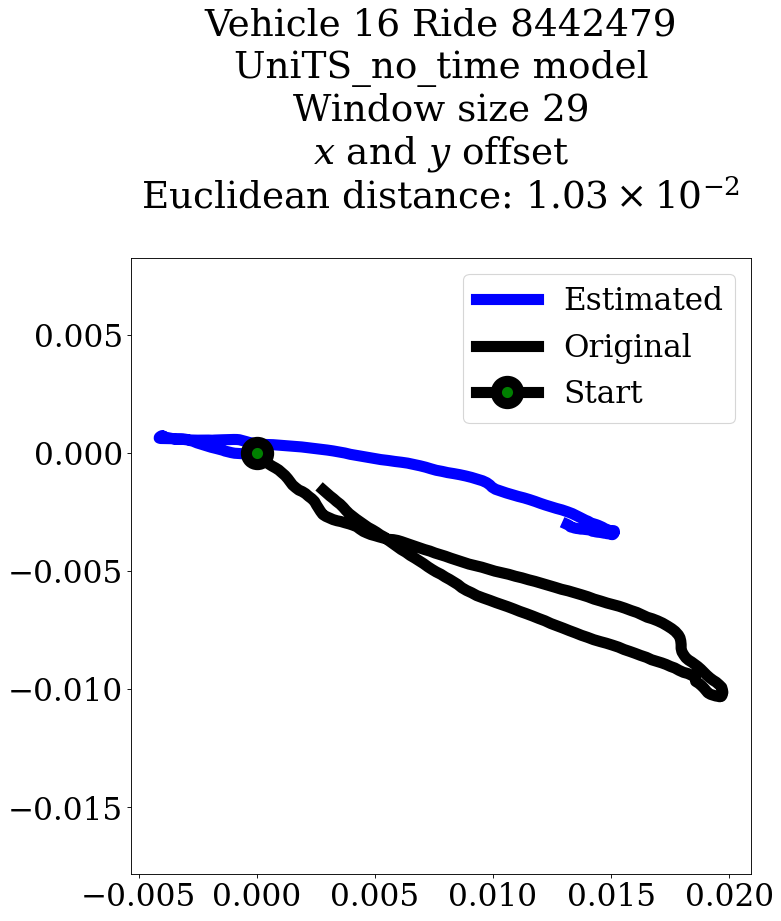 Vehicle 16 Ride 8442479
UniTS_no_time model
Window size 29
x and y offset
Euclidean distance: 1.03 × 10⁻²
Estimated
Original
Start
0.005
0.000
−0.005
−0.010
−0.015
−0.005 0.000 0.005 0.010 0.015 0.020